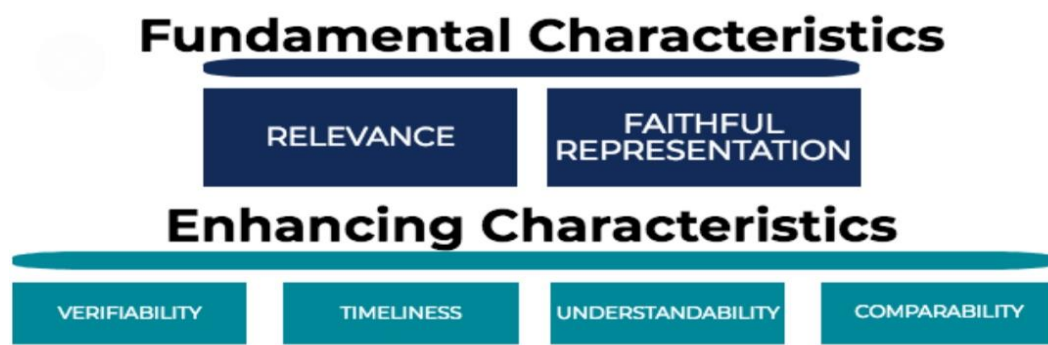 Fundamental Characteristics
RELEVANCE
FAITHFUL
REPRESENTATION
Enhancing Characteristics
VERIFIABILITY
TIMELINESS
UNDERSTANDABILITY
COMPARABILITY